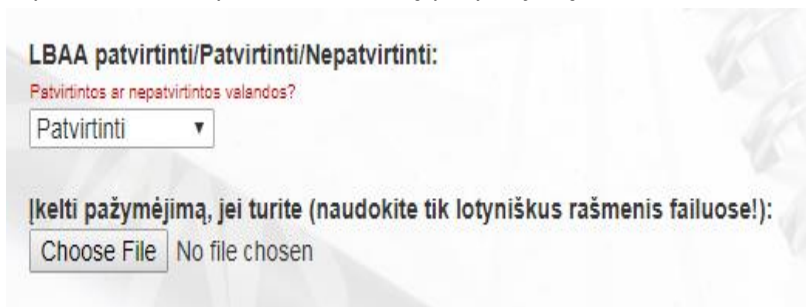 LBAA patvirtinti/Patvirtinti/Nepatvirtinti:
Patvirtintos ar nepatvirtintos valandos?
Patvirtinti
Įkelti pažymėjimą, jei turite (naudokite tik lotyniškus rašmenis failuose!):
Choose File No file chosen